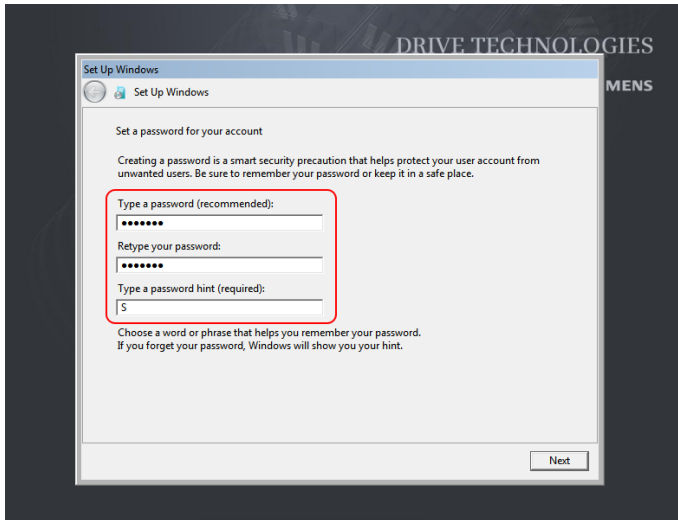 DRIVE TECHNOLOGIES
MENS
Set Up Windows
Set Up Windows
Set a password for your account
Creating a password is a smart security precaution that helps protect your user account from
unwanted users. Be sure to remember your password or keep it in a safe place.
Type a password (recommended):
●●●●●●●
Retype your password:
●●●●●●●
Type a password hint (required):
S
Choose a word or phrase that helps you remember your password.
If you forget your password, Windows will show you your hint.
Next